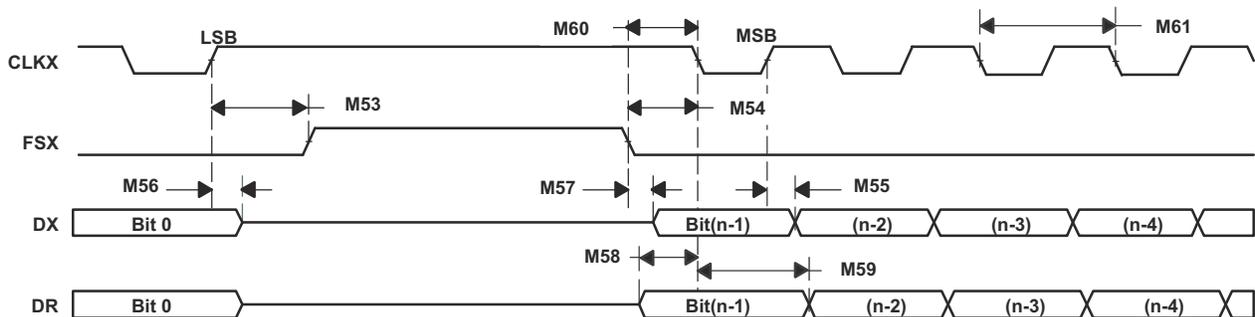 LSB M60 MSB M61
CLKX
M53 M54
FSX
M56 M57 M55
DX Bit 0 Bit(n-1) (n-2) (n-3) (n-4)
M58 M59
DR Bit 0 Bit(n-1) (n-2) (n-3) (n-4)